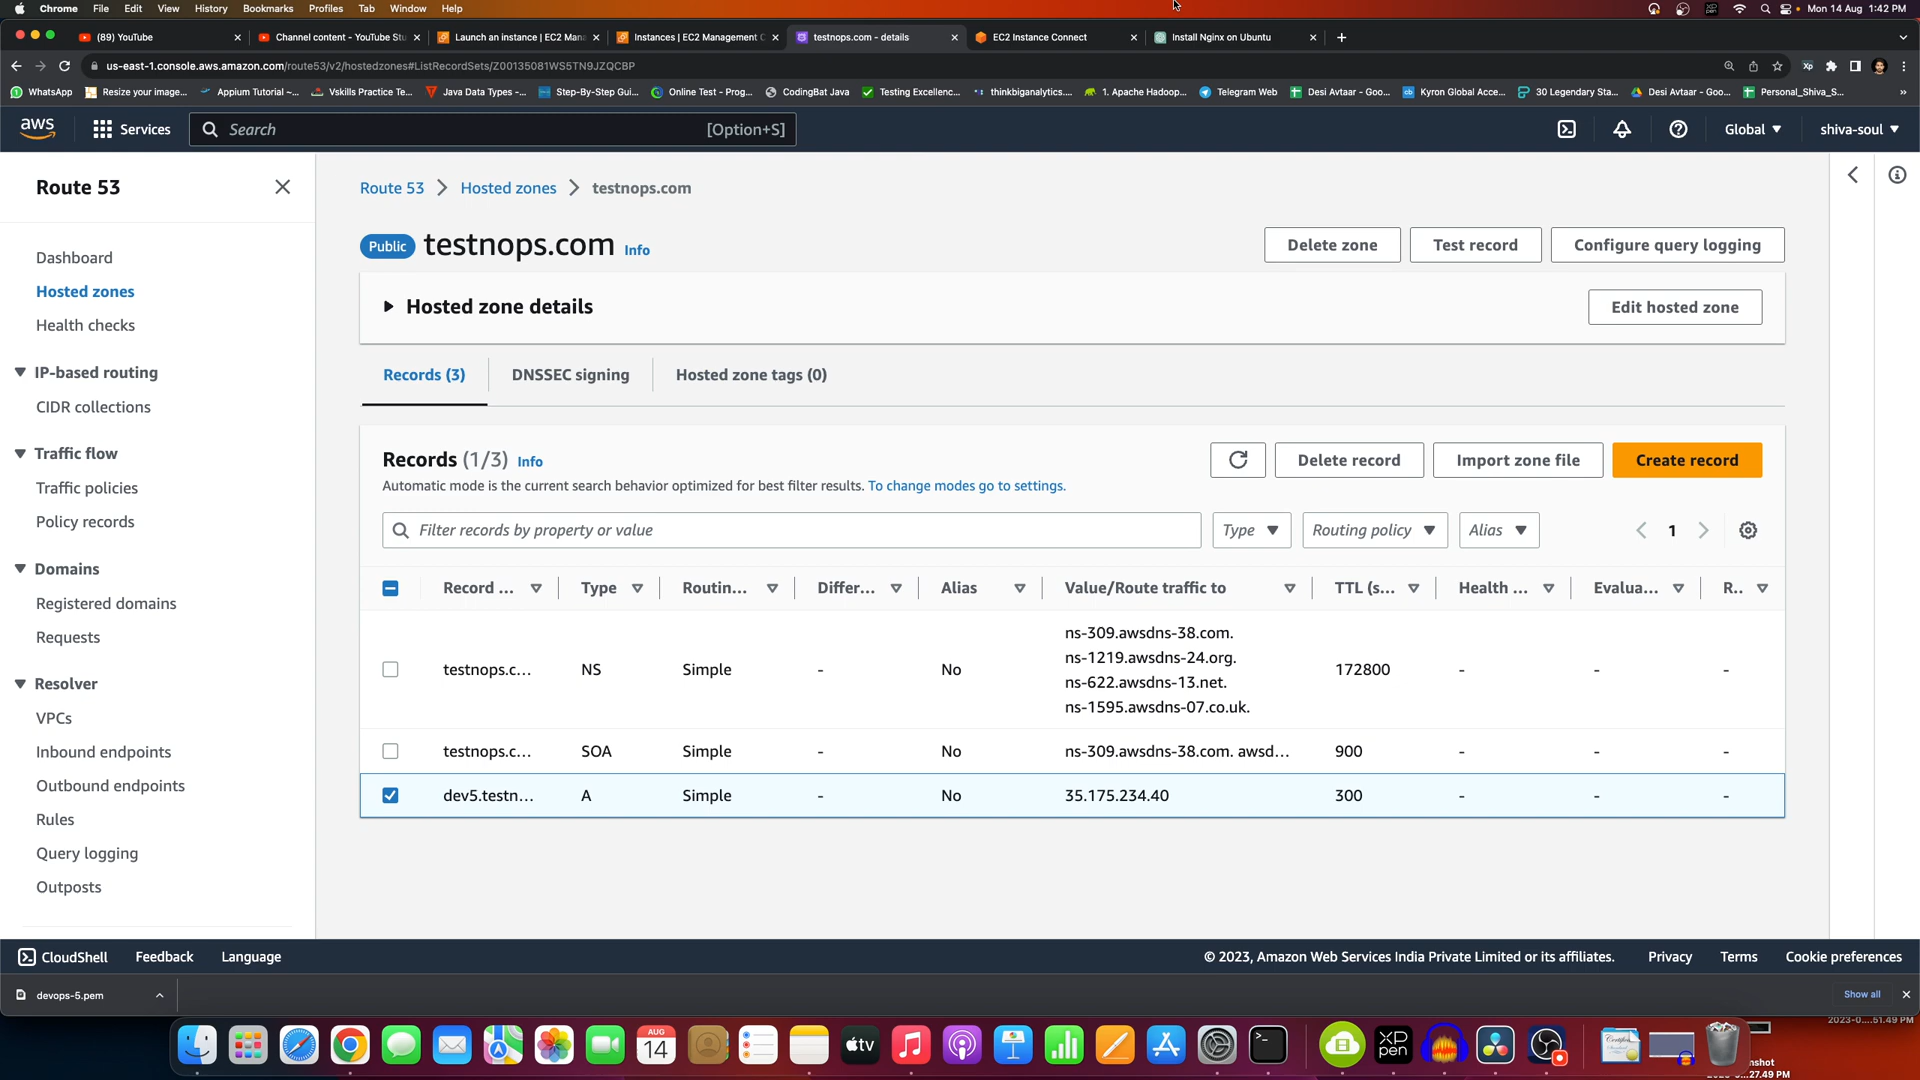 Chrome File Edit View History Bookmarks Profiles Tab Window Help Mon 14 Aug 1:42 PM
(89) YouTube Channel content - YouTube Stu Launch an instance | EC2 Mana Instances | EC2 Management C testnops.com - details EC2 Instance Connect Install Nginx on Ubuntu
us-east-1.console.aws.amazon.com/route53/v2/hostedzones#ListRecordSets/Z00135081WS5TN9JZQCBP
WhatsApp Resize your image... Appium Tutorial ~... Vskills Practice Te... Java Data Types -... Step-By-Step Gui... Online Test - Prog... CodingBat Java Testing Excellenc... thinkbiganalytics.... 1. Apache Hadoop... Telegram Web Desi Avtaar - Goo... Kyron Global Acce... 30 Legendary Sta... Desi Avtaar - Goo... Personal_Shiva_S... »
aws Services Search [Option+S] Global shiva-soul
Route 53
Dashboard
Hosted zones
Health checks
IP-based routing
CIDR collections
Traffic flow
Traffic policies
Policy records
Domains
Registered domains
Requests
Resolver
VPCs
Inbound endpoints
Outbound endpoints
Rules
Query logging
Outposts
Route 53 > Hosted zones > testnops.com
Public testnops.com Info Delete zone Test record Configure query logging
Hosted zone details Edit hosted zone
Records (3) DNSSEC signing Hosted zone tags (0)
Records (1/3) Info Delete record Import zone file Create record
Automatic mode is the current search behavior optimized for best filter results. To change modes go to settings.
Filter records by property or value Type Routing policy Alias 1
Record ... Type Routin... Differ... Alias Value/Route traffic to TTL (s... Health ... Evalua... R..
testnops.c... NS Simple - No ns-309.awsdns-38.com. 172800 - - -
ns-1219.awsdns-24.org.
ns-622.awsdns-13.net.
ns-1595.awsdns-07.co.uk.
testnops.c... SOA Simple - No ns-309.awsdns-38.com. awsd... 900 - - -
dev5.testn... A Simple - No 35.175.234.40 300 - - -
CloudShell Feedback Language © 2023, Amazon Web Services India Private Limited or its affiliates. Privacy Terms Cookie preferences
devops-5.pem Show all
AUG
14
tv
XP
pen